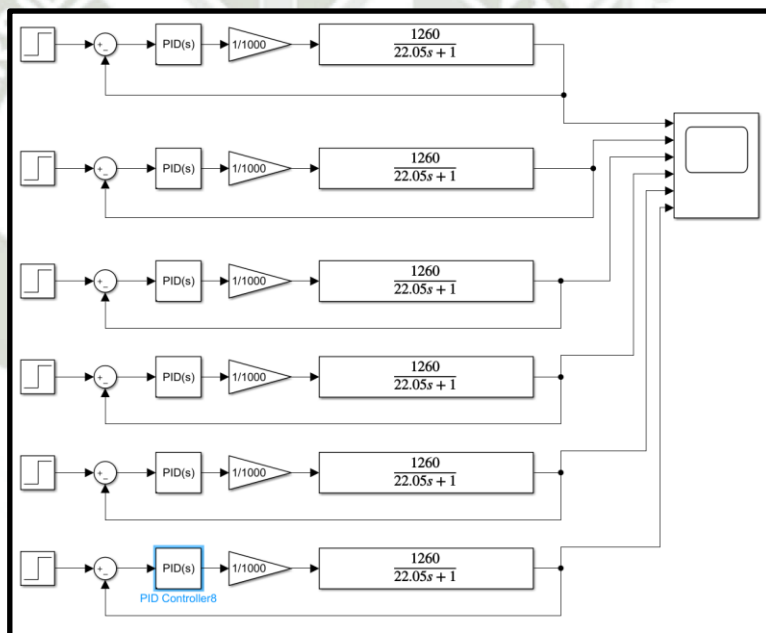 + - PID(s) 1/1000 1260
22.05s + 1
+ - PID(s) 1/1000 1260
22.05s + 1
+ - PID(s) 1/1000 1260
22.05s + 1
+ - PID(s) 1/1000 1260
22.05s + 1
+ - PID(s) 1/1000 1260
22.05s + 1
+ - PID(s) 1/1000 1260
22.05s + 1
PID Controller8